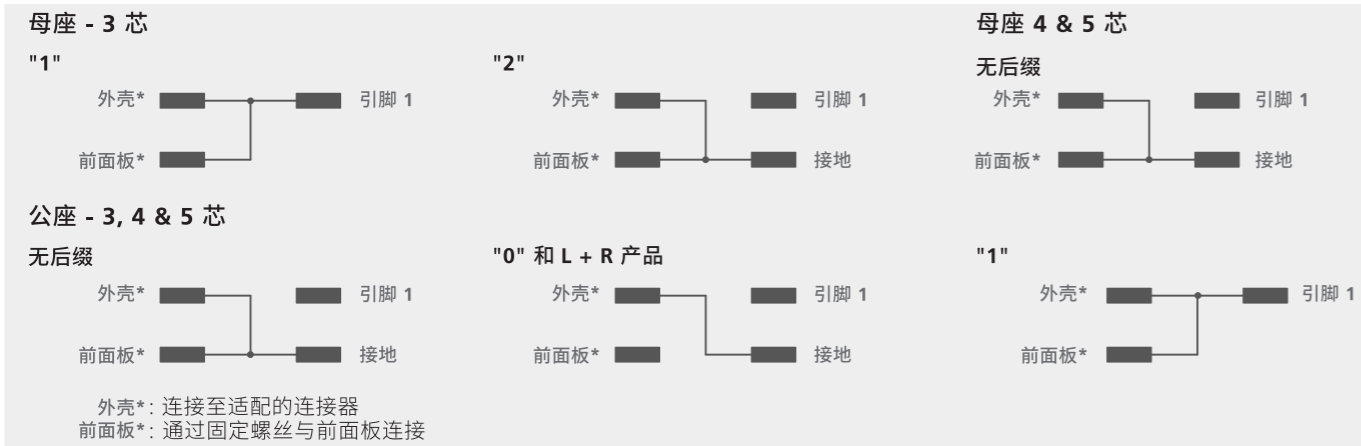 母座 - 3 芯
"1"
外壳* 引脚 1
前面板*
"2"
外壳* 引脚 1
前面板* 接地
母座 4 & 5 芯
无后缀
外壳* 引脚 1
前面板* 接地
公座 - 3, 4 & 5 芯
无后缀
外壳* 引脚 1
前面板* 接地
"0" 和 L + R 产品
外壳* 引脚 1
前面板* 接地
"1"
外壳* 引脚 1
前面板*
外壳*: 连接至适配的连接器
前面板*: 通过固定螺丝与前面板连接